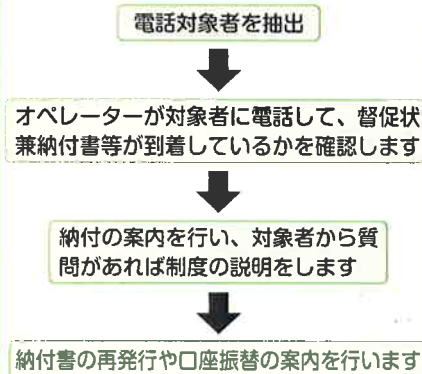 電話対象者を抽出
オペレーターが対象者に電話して、督促状
兼納付書等が到着しているかを確認します
納付の案内を行い、対象者から質
問があれば制度の説明をします
納付書の再発行や口座振替の案内を行います